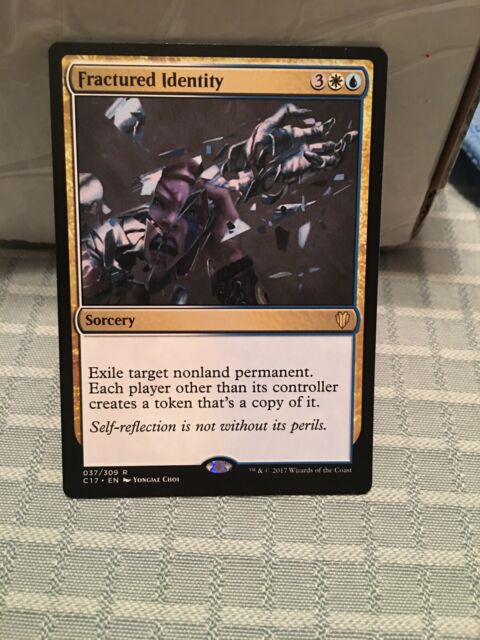 Fractured Identity 3
Sorcery
Exile target nonland permanent.
Each player other than its controller
creates a token that's a copy of it.
Self-reflection is not without its perils.
037/309 R
C17 • EN Yongjae Choi
™ & © 2017 Wizards of the Coast